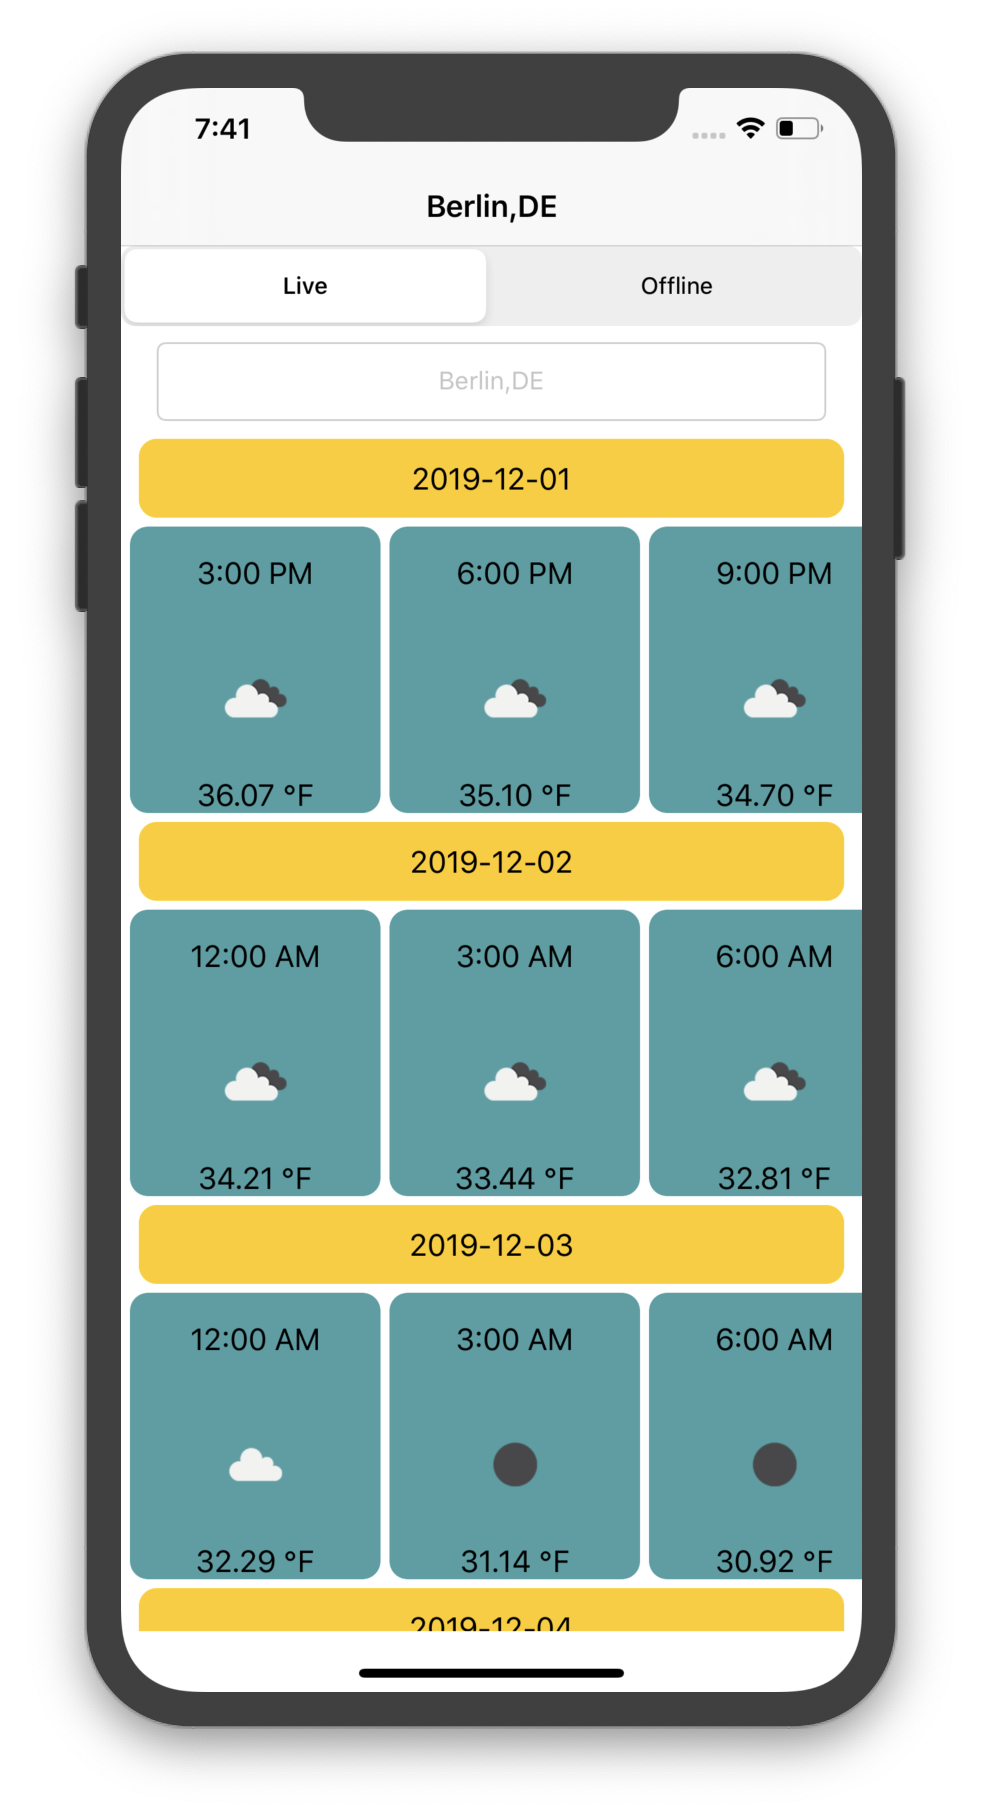 7:41
Berlin,DE
Live Offline
Berlin,DE
2019-12-01
3:00 PM 6:00 PM 9:00 PM
36.07 °F 35.10 °F 34.70 °F
2019-12-02
12:00 AM 3:00 AM 6:00 AM
34.21 °F 33.44 °F 32.81 °F
2019-12-03
12:00 AM 3:00 AM 6:00 AM
32.29 °F 31.14 °F 30.92 °F
2019-12-04